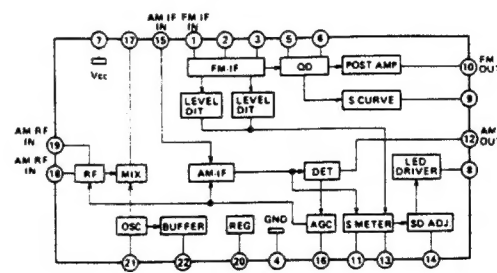 AM IF FM IF
IN IN
7 17 15 1 2 3 5 6
Vcc
FM-IF QD POST AMP 10 FM
OUT
LEVEL
DIT
LEVEL
DIT
S CURVE 9
AM RF
IN
19
12 AM
OUT
AM RF
IN
18 RF MIX AM-IF DET LED
DRIVER 8
OSC BUFFER REG GND AGC S METER SD ADJ.
21 22 20 4 16 11 13 14